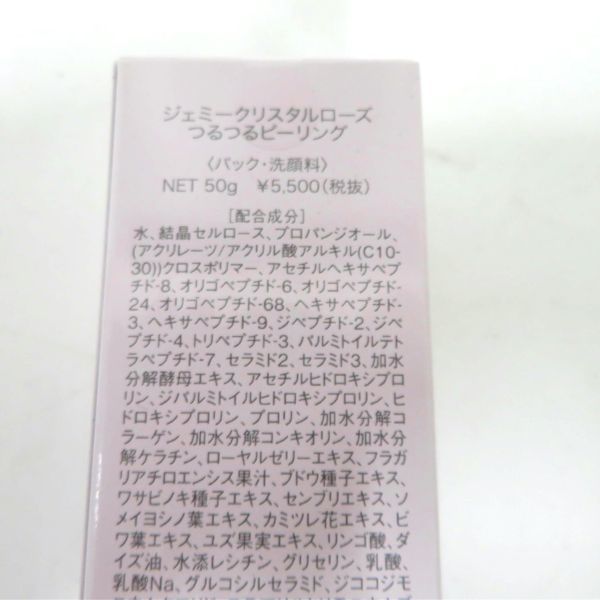 ジェミークリスタルローズ
つるつるピーリング
〈パック・洗顔料〉
NET 50g ¥5,500(税抜)
[配合成分]
水、結晶セルロース、プロパンジオール、
(アクリレーツ/アクリル酸アルキル(C10-
30))クロスポリマー、アセチルヘキサペプ
チド-8、オリゴペプチド-6、オリゴペプチド-
24、オリゴペプチド-68、ヘキサペプチド-
3、ヘキサペプチド-9、ジペプチド-2、ジペ
プチド-4、トリペプチド-3、パルミトイルテト
ラペプチド-7、セラミド2、セラミド3、加水
分解酵母エキス、アセチルヒドロキシプロ
リン、ジパルミトイルヒドロキシプロリン、ヒ
ドロキシプロリン、プロリン、加水分解コ
ラーゲン、加水分解コンキオリン、加水分
解ケラチン、ローヤルゼリーエキス、フラガ
リアチロエンシス果汁、ブドウ種子エキス、
ワサビノキ種子エキス、センブリエキス、ソ
メイヨシノ葉エキス、カミツレ花エキス、ビ
ワ葉エキス、ユズ果実エキス、リンゴ酸、ダ
イズ油、水添レシチン、グリセリン、乳酸、
乳酸Na、グルコシルセラミド、ジココジモ